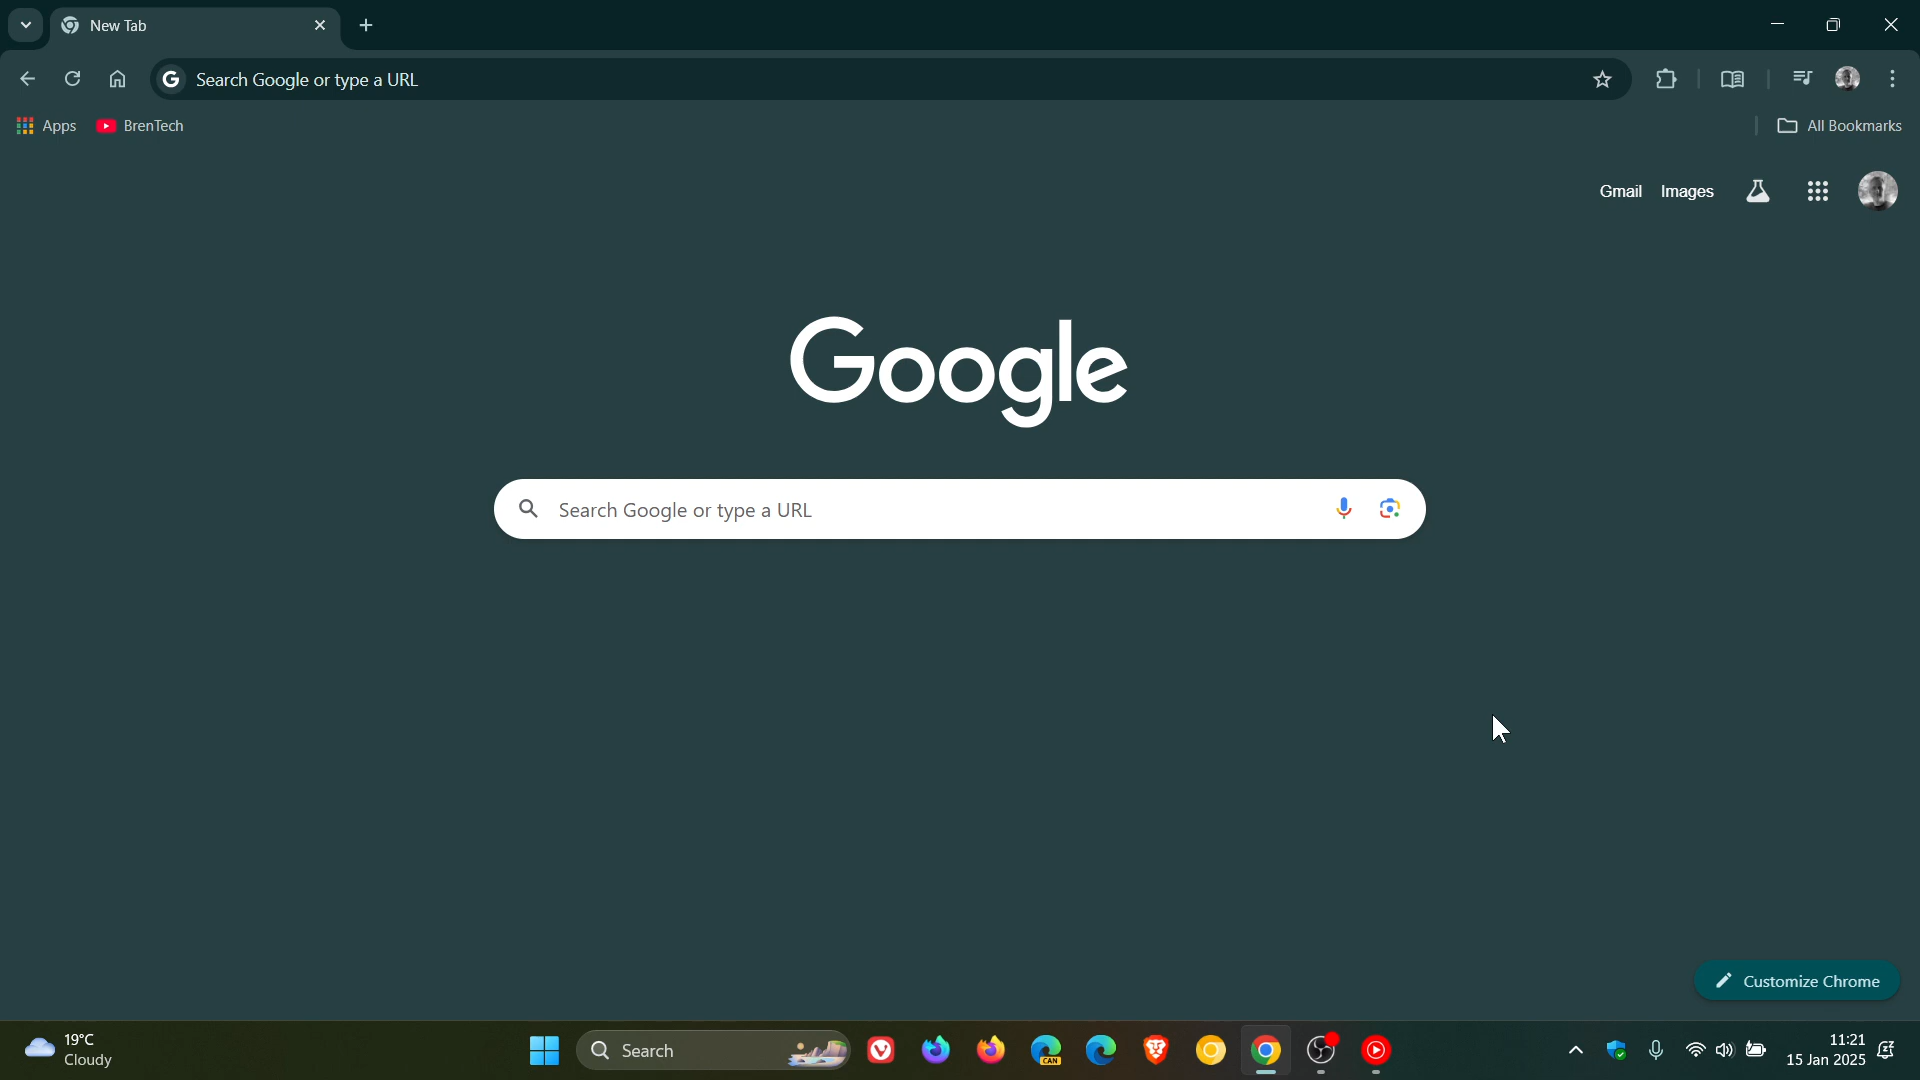 New Tab
Search Google or type a URL
Apps
BrenTech
All Bookmarks
Gmail
Images
Google
Search Google or type a URL
Customize Chrome
19°C
Cloudy
Search
CAN
11:21
15 Jan 2025